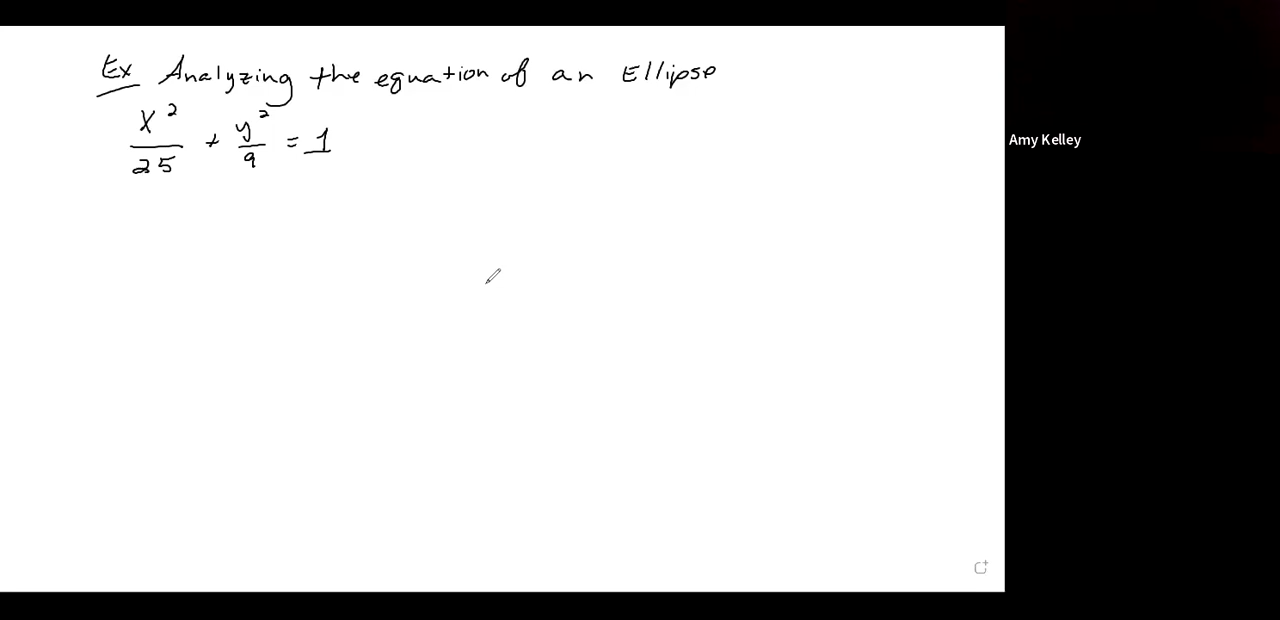 Ex Analyzing the equation of an Ellipse
x²/25 + y²/9 = 1
Amy Kelley